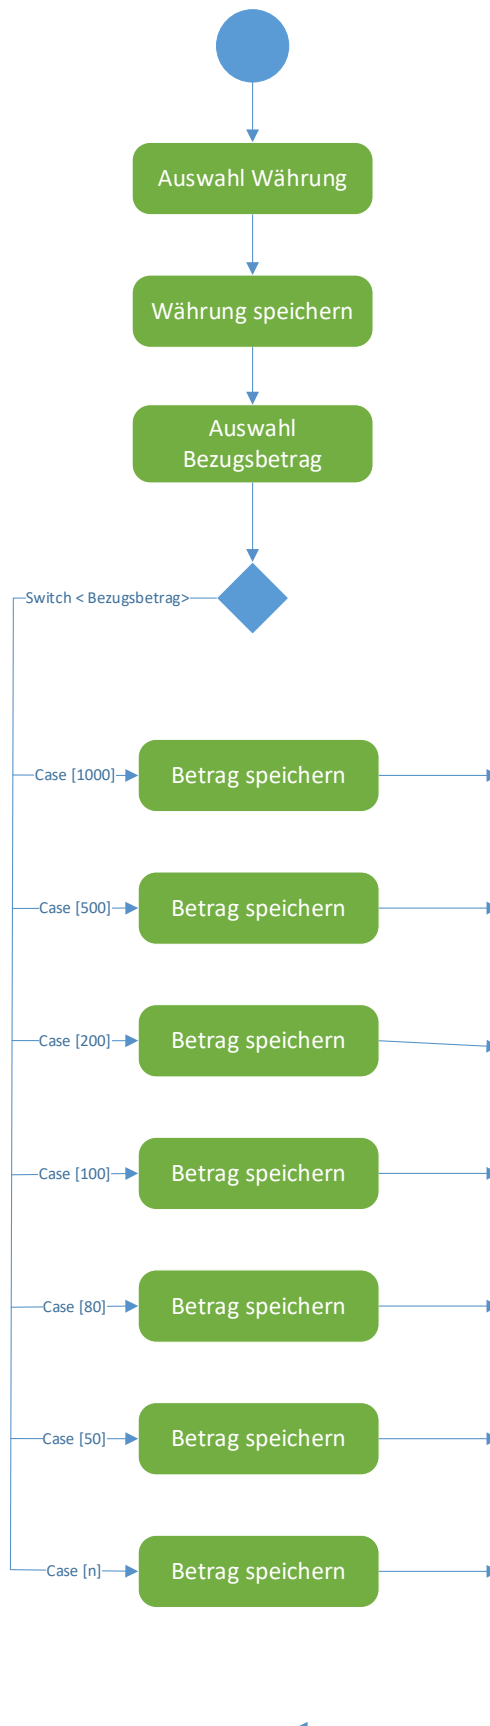 Auswahl Währung
Währung speichern
Auswahl
Bezugsbetrag
Switch < Bezugsbetrag>
Case [1000]
Betrag speichern
Case [500]
Betrag speichern
Case [200]
Betrag speichern
Case [100]
Betrag speichern
Case [80]
Betrag speichern
Case [50]
Betrag speichern
Case [n]
Betrag speichern